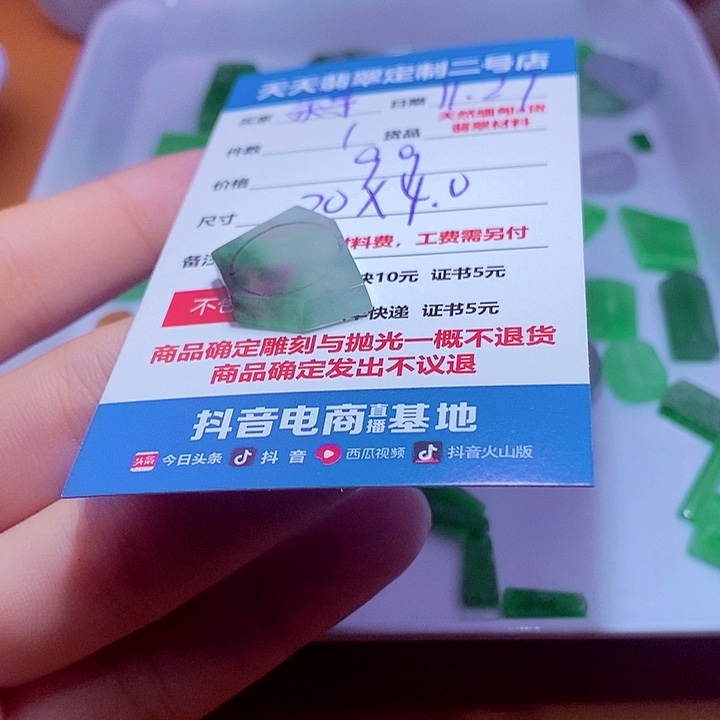 天天翡翠定制二号店
买家 日期 11.27
件数 1 货品 天然缅甸A货
翡翠材料
价格 99
尺寸 20X4.0
备注 料费，工费需另付
快10元 证书5元
不 快递 证书5元
商品确定雕刻与抛光一概不退货
商品确定发出不议退
抖音电商直播基地
头条 今日头条 抖音 西瓜视频 抖音火山版